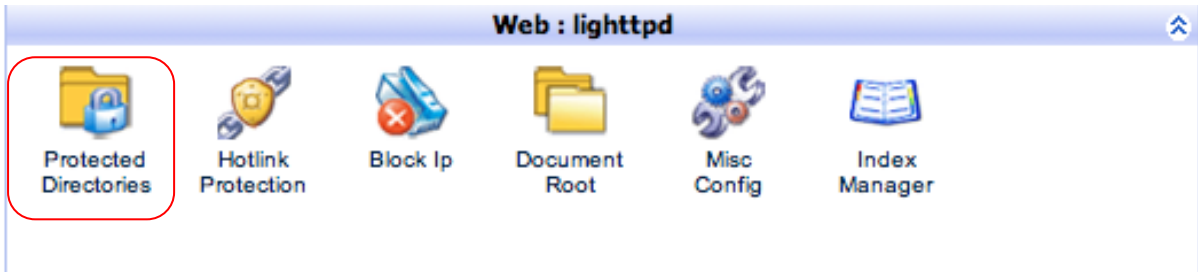 Web : lighttpd
Protected
Directories
Hotlink
Protection
Block Ip
Document
Root
Misc
Config
Index
Manager